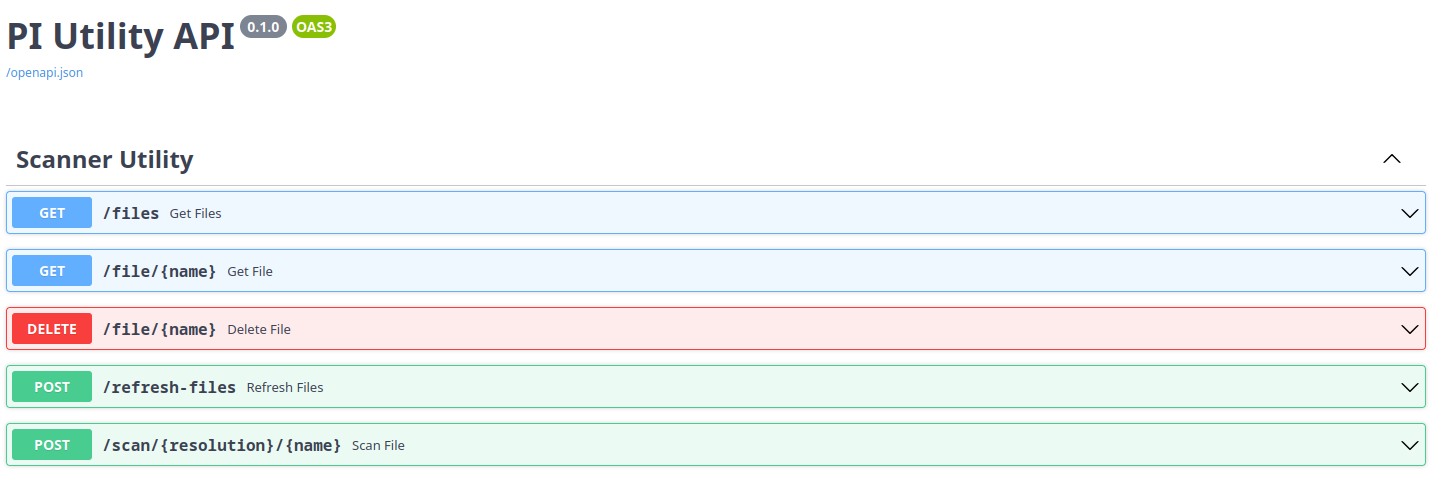 PI Utility API 0.1.0 OAS3
/openapi.json
Scanner Utility
GET /files Get Files
GET /file/{name} Get File
DELETE /file/{name} Delete File
POST /refresh-files Refresh Files
POST /scan/{resolution}/{name} Scan File